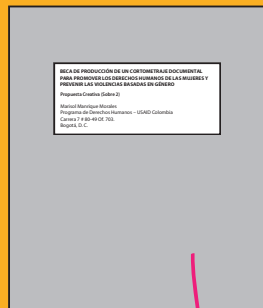 BECA DE PRODUCCIÓN DE UN CORTOMETRAJE DOCUMENTAL
PARA PROMOVER LOS DERECHOS HUMANOS DE LAS MUJERES Y
PREVENIR LAS VIOLENCIAS BASADAS EN GÉNERO
Propuesta Creativa (Sobre 2)
Marisol Manrique Morales
Programa de Derechos Humanos – USAID Colombia
Carrera 7 # 80-49 Of. 703.
Bogotá, D.C.